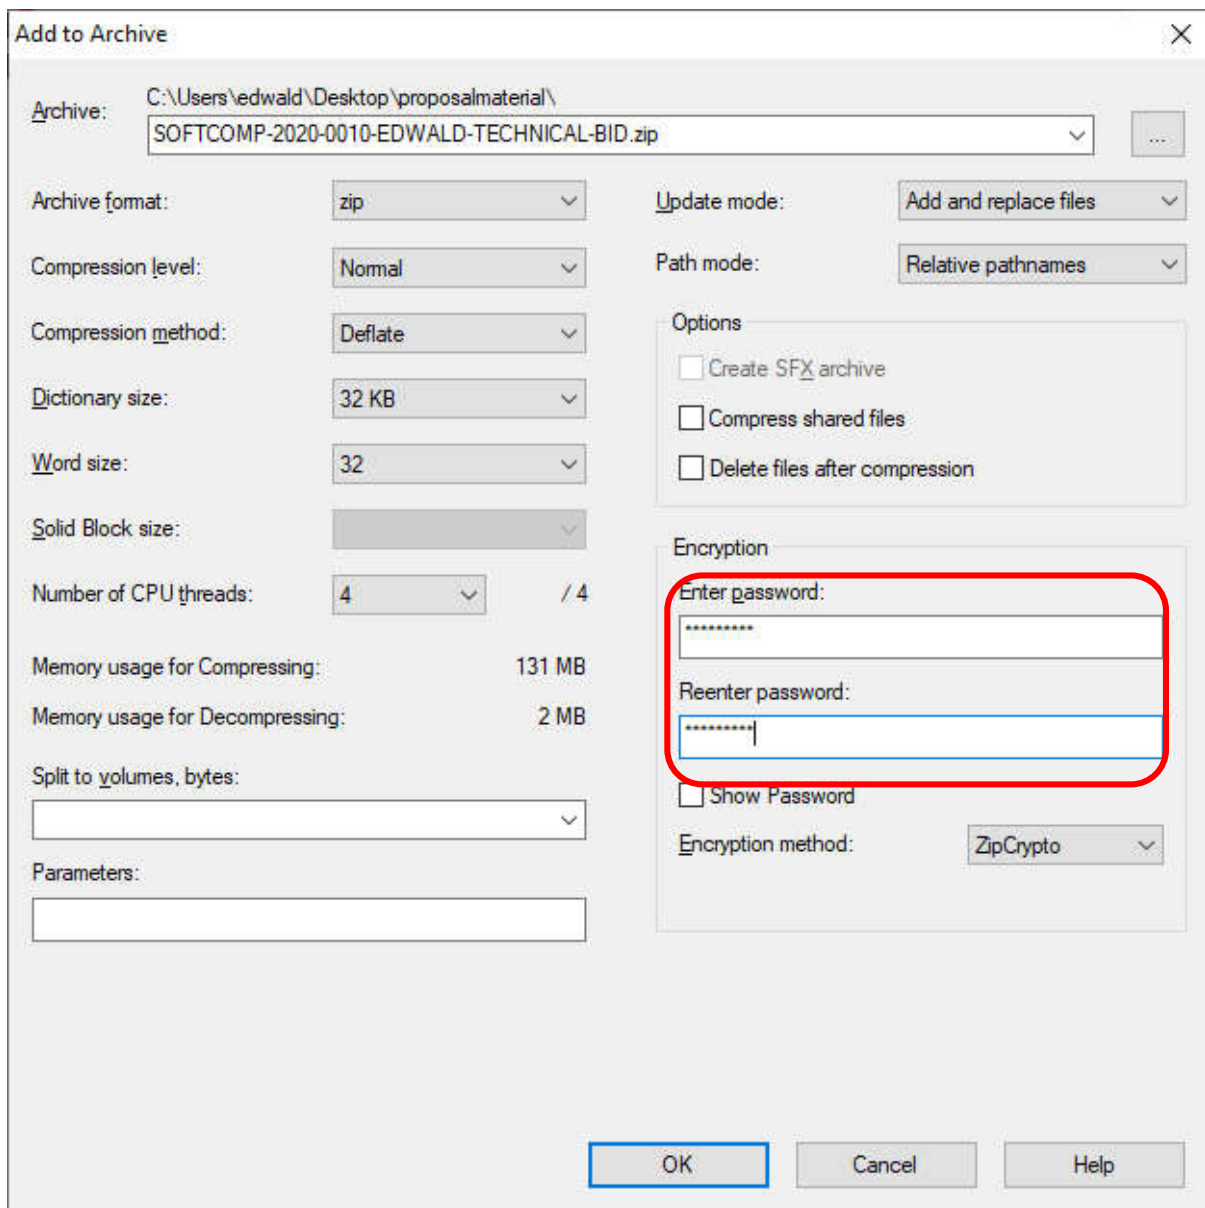 Add to Archive
Archive:
C:\Users\edwald\Desktop\proposalmaterial\
SOFTCOMP-2020-0010-EDWALD-TECHNICAL-BID.zip
...
Archive format:
zip
Compression level:
Normal
Compression method:
Deflate
Dictionary size:
32 KB
Word size:
32
Solid Block size:
Number of CPU threads:
4
/ 4
Memory usage for Compressing:
131 MB
Memory usage for Decompressing:
2 MB
Split to volumes, bytes:
Parameters:
Update mode:
Add and replace files
Path mode:
Relative pathnames
Options
Create SFX archive
Compress shared files
Delete files after compression
Encryption
Enter password:
*********
Reenter password:
*********
Show Password
Encryption method:
ZipCrypto
OK
Cancel
Help